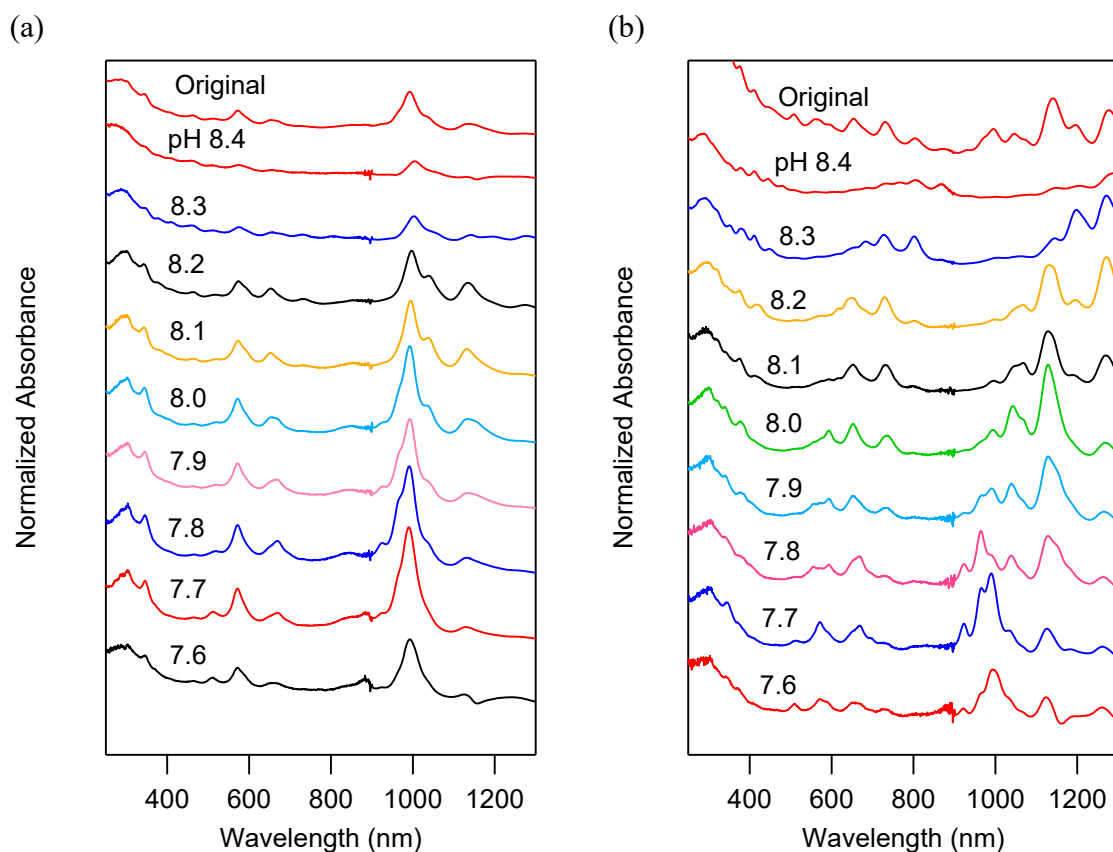 (a)
Normalized Absorbance
Original
pH 8.4
8.3
8.2
8.1
8.0
7.9
7.8
7.7
7.6
400 600 800 1000 1200
Wavelength (nm)
(b)
Normalized Absorbance
Original
pH 8.4
8.3
8.2
8.1
8.0
7.9
7.8
7.7
7.6
400 600 800 1000 1200
Wavelength (nm)